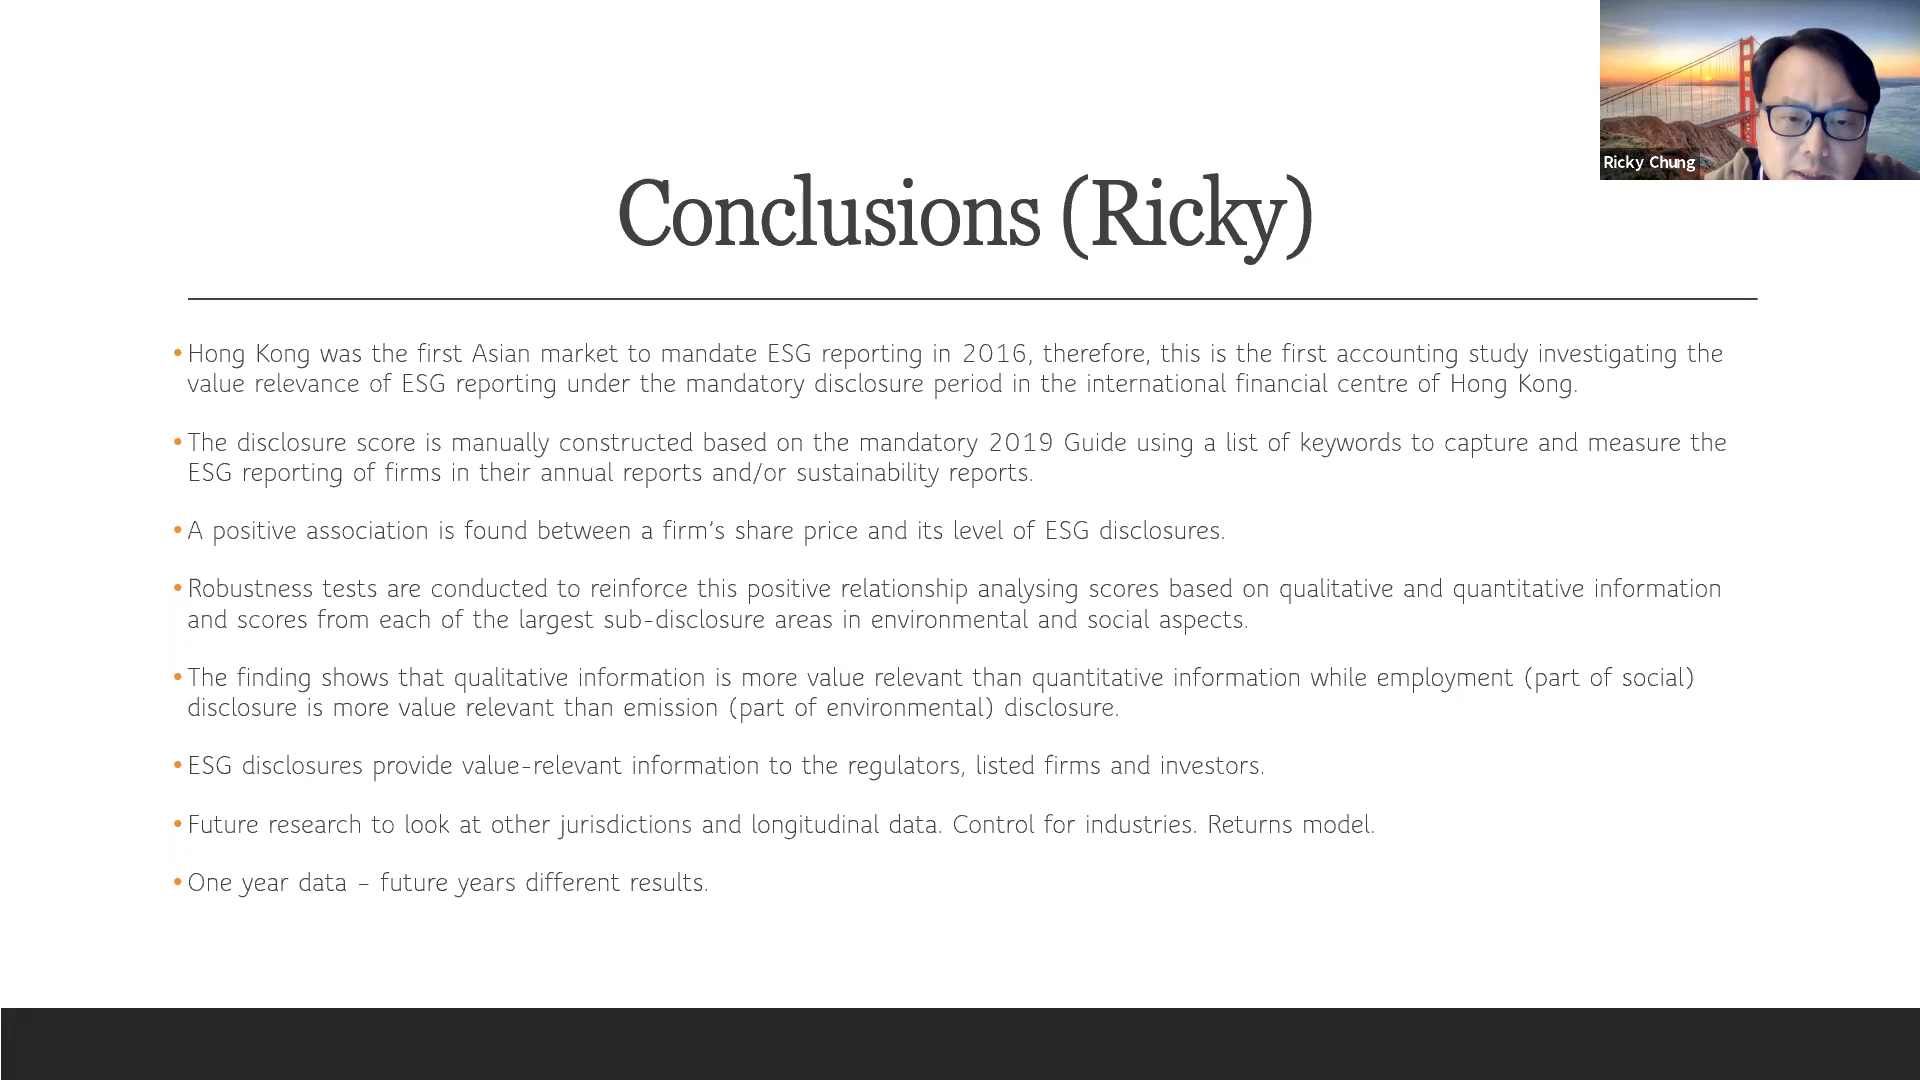 Ricky Chung
Conclusions (Ricky)
•Hong Kong was the first Asian market to mandate ESG reporting in 2016, therefore, this is the first accounting study investigating the
value relevance of ESG reporting under the mandatory disclosure period in the international financial centre of Hong Kong.
•The disclosure score is manually constructed based on the mandatory 2019 Guide using a list of keywords to capture and measure the
ESG reporting of firms in their annual reports and/or sustainability reports.
•A positive association is found between a firm’s share price and its level of ESG disclosures.
•Robustness tests are conducted to reinforce this positive relationship analysing scores based on qualitative and quantitative information
and scores from each of the largest sub-disclosure areas in environmental and social aspects.
•The finding shows that qualitative information is more value relevant than quantitative information while employment (part of social)
disclosure is more value relevant than emission (part of environmental) disclosure.
•ESG disclosures provide value-relevant information to the regulators, listed firms and investors.
•Future research to look at other jurisdictions and longitudinal data. Control for industries. Returns model.
•One year data – future years different results.